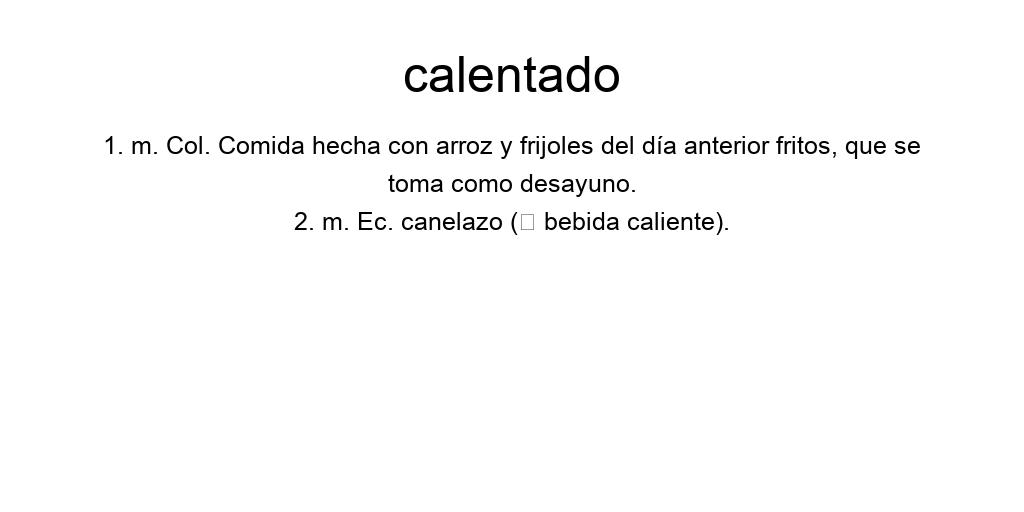 calentado
1. m. Col. Comida hecha con arroz y frijoles del día anterior fritos, que se
toma como desayuno.
2. m. Ec. canelazo (□ bebida caliente).